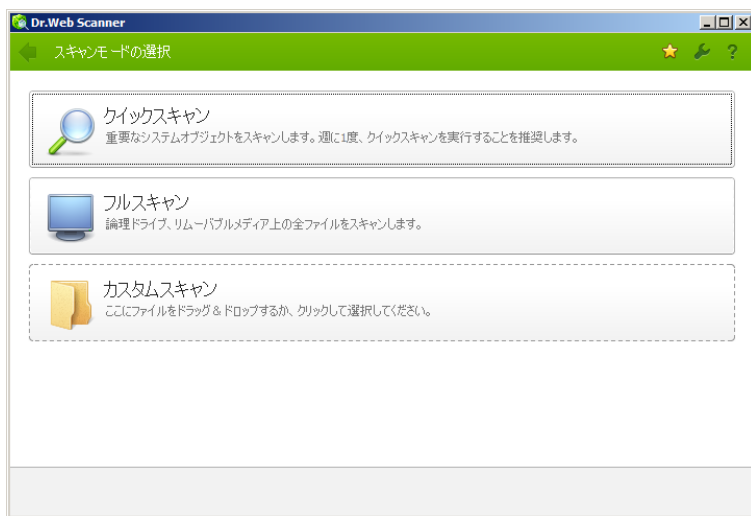 Dr.Web Scanner
スキャンモードの選択
?
クイックスキャン
重要なシステムオブジェクトをスキャンします。週に1度、クイックスキャンを実行することを推奨します。
フルスキャン
論理ドライブ、リムーバブルメディア上の全ファイルをスキャンします。
カスタムスキャン
ここにファイルをドラッグ&ドロップするか、クリックして選択してください。